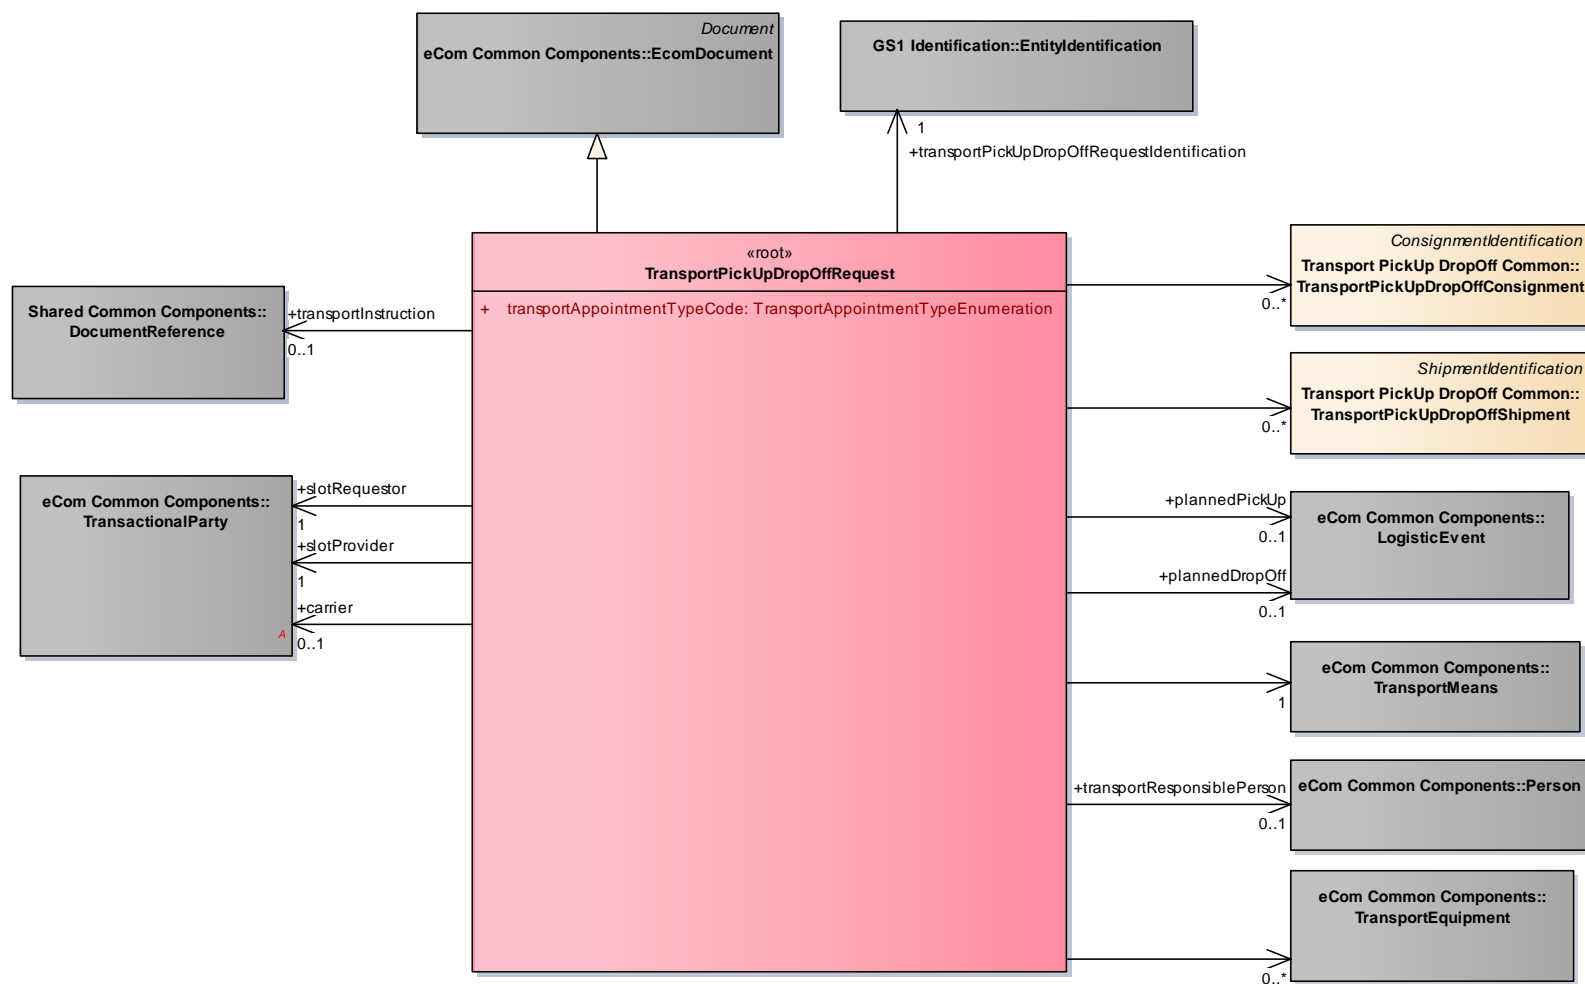 Document
eCom Common Components::EcomDocument
GS1 Identification::EntityIdentification
1
+transportPickUpDropOffRequestIdentification
«root»
TransportPickUpDropOffRequest
+ transportAppointmentTypeCode: TransportAppointmentTypeEnumeration
Shared Common Components::
DocumentReference
+transportInstruction
0..1
eCom Common Components::
TransactionalParty
A
+slotRequestor
1
+slotProvider
1
+carrier
0..1
ConsignmentIdentification
Transport PickUp DropOff Common::
TransportPickUpDropOffConsignment
0..*
ShipmentIdentification
Transport PickUp DropOff Common::
TransportPickUpDropOffShipment
0..*
+plannedPickUp
0..1
eCom Common Components::
LogisticEvent
+plannedDropOff
0..1
eCom Common Components::
TransportMeans
1
+transportResponsiblePerson
0..1
eCom Common Components::Person
eCom Common Components::
TransportEquipment
0..*